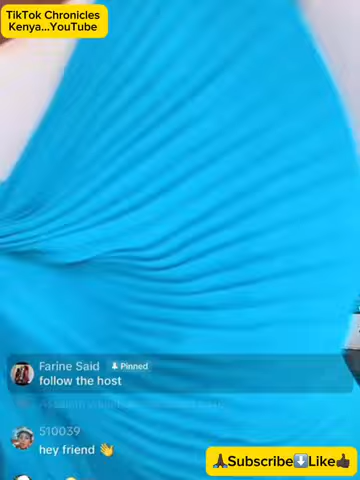 TikTok Chronicles
Kenya...YouTube
Farine Said ⬇ Pinned
follow the host
510039
hey friend 👋
🙏Subscribe⬇️Like👍